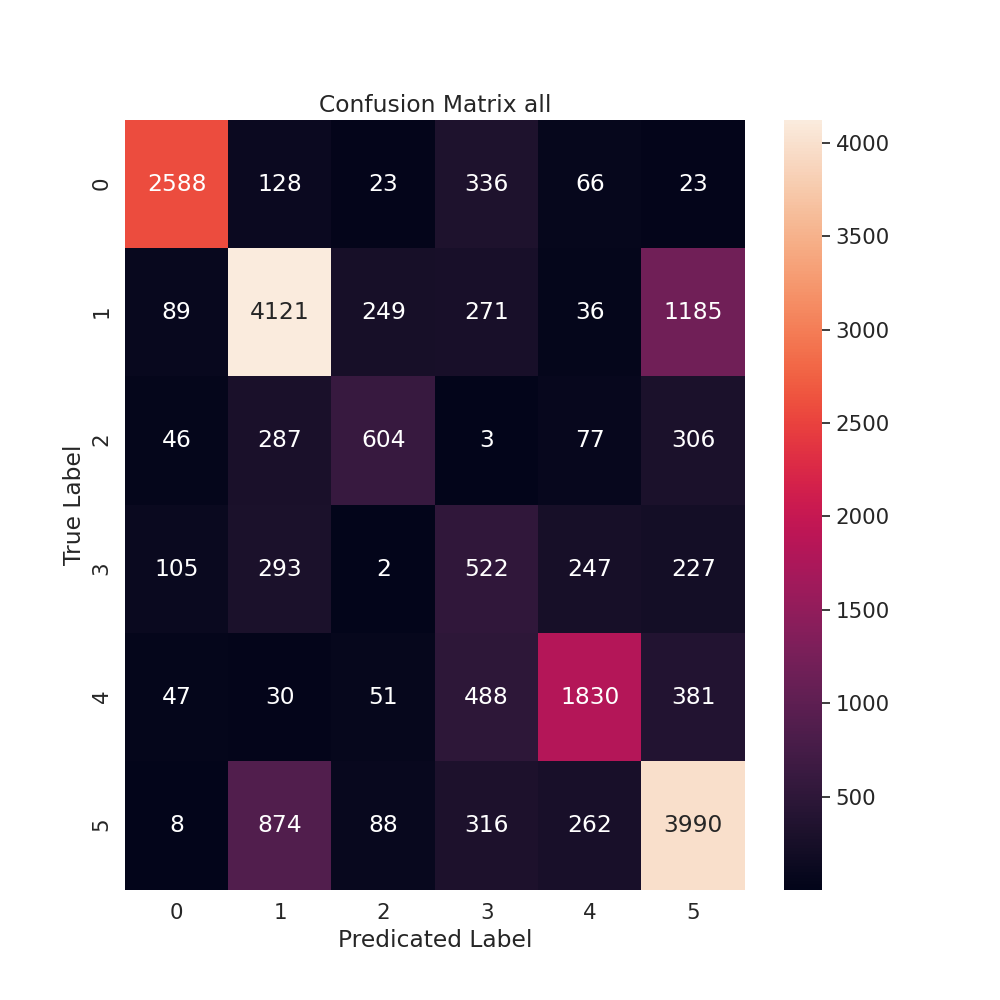 Confusion Matrix all
True Label
0 2588 128 23 336 66 23
1 89 4121 249 271 36 1185
2 46 287 604 3 77 306
3 105 293 2 522 247 227
4 47 30 51 488 1830 381
5 8 874 88 316 262 3990
0 1 2 3 4 5
Predicated Label
4000
3500
3000
2500
2000
1500
1000
500